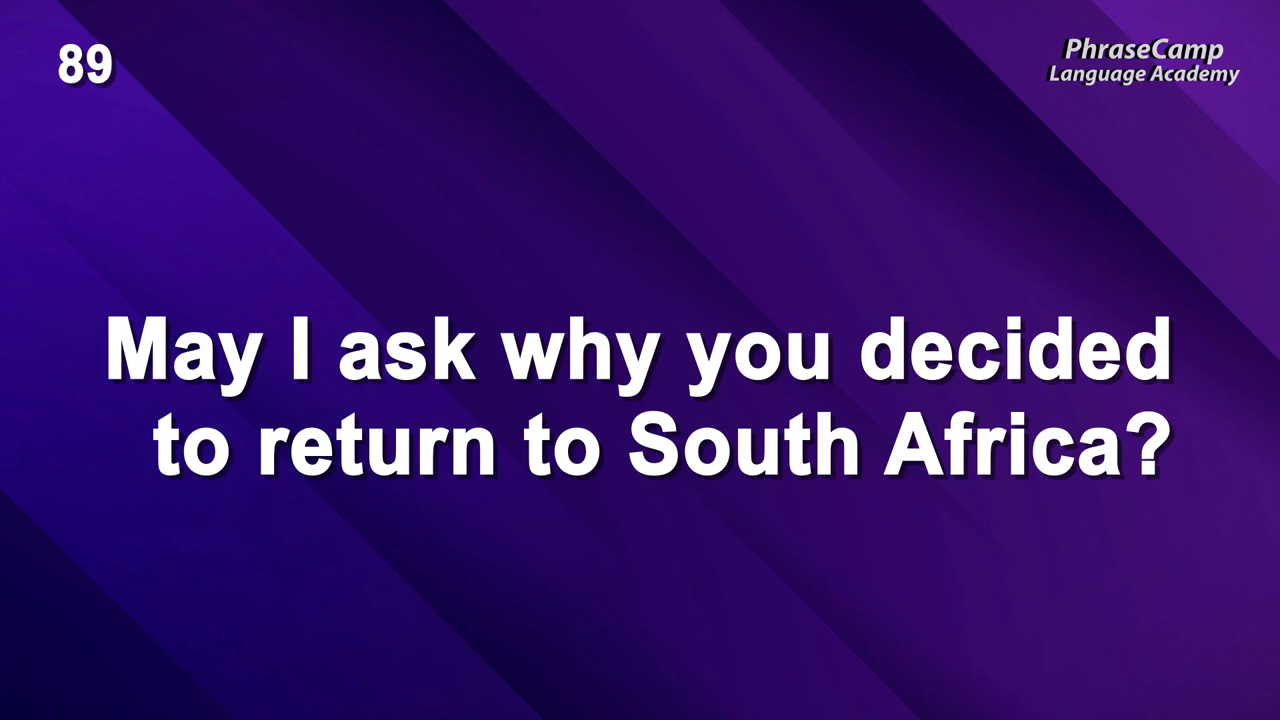 89
PhraseCamp
Language Academy
May I ask why you decided
to return to South Africa?